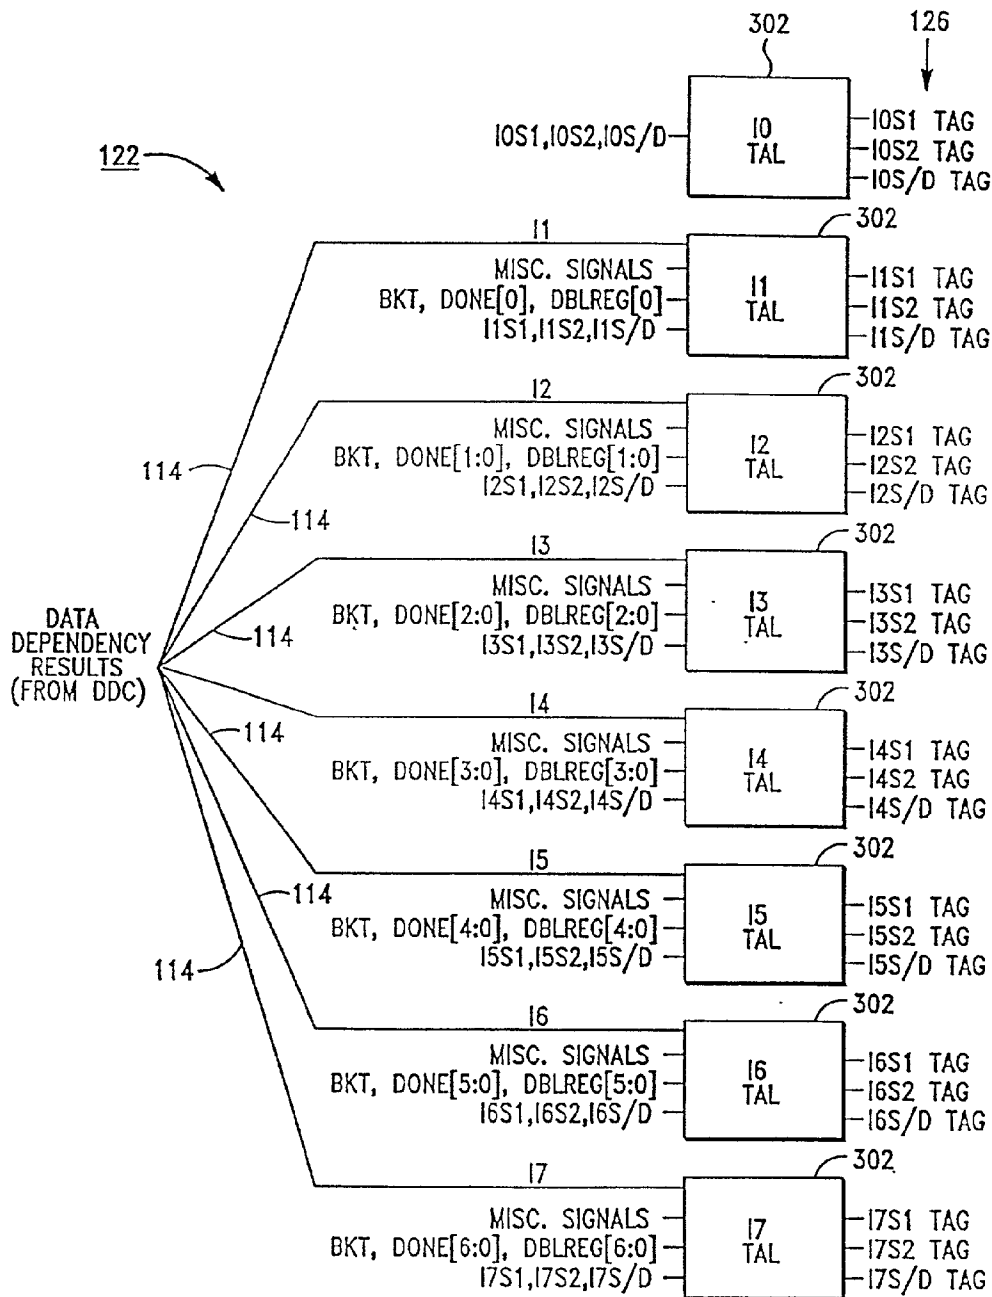 302
126
122
I0S1,I0S2,I0S/D
I0
TAL
I0S1 TAG
I0S2 TAG
I0S/D TAG
302
I1
MISC. SIGNALS
BKT, DONE[0], DBLREG[0]
I1S1,I1S2,I1S/D
I1
TAL
I1S1 TAG
I1S2 TAG
I1S/D TAG
302
I2
MISC. SIGNALS
BKT, DONE[1:0], DBLREG[1:0]
I2S1,I2S2,I2S/D
I2
TAL
I2S1 TAG
I2S2 TAG
I2S/D TAG
114
114
302
I3
MISC. SIGNALS
BKT, DONE[2:0], DBLREG[2:0]
I3S1,I3S2,I3S/D
I3
TAL
I3S1 TAG
I3S2 TAG
I3S/D TAG
114
DATA
DEPENDENCY
RESULTS
(FROM DDC)
302
I4
MISC. SIGNALS
BKT, DONE[3:0], DBLREG[3:0]
I4S1,I4S2,I4S/D
I4
TAL
I4S1 TAG
I4S2 TAG
I4S/D TAG
114
302
I5
MISC. SIGNALS
BKT, DONE[4:0], DBLREG[4:0]
I5S1,I5S2,I5S/D
I5
TAL
I5S1 TAG
I5S2 TAG
I5S/D TAG
114
114
302
I6
MISC. SIGNALS
BKT, DONE[5:0], DBLREG[5:0]
I6S1,I6S2,I6S/D
I6
TAL
I6S1 TAG
I6S2 TAG
I6S/D TAG
302
I7
MISC. SIGNALS
BKT, DONE[6:0], DBLREG[6:0]
I7S1,I7S2,I7S/D
I7
TAL
I7S1 TAG
I7S2 TAG
I7S/D TAG